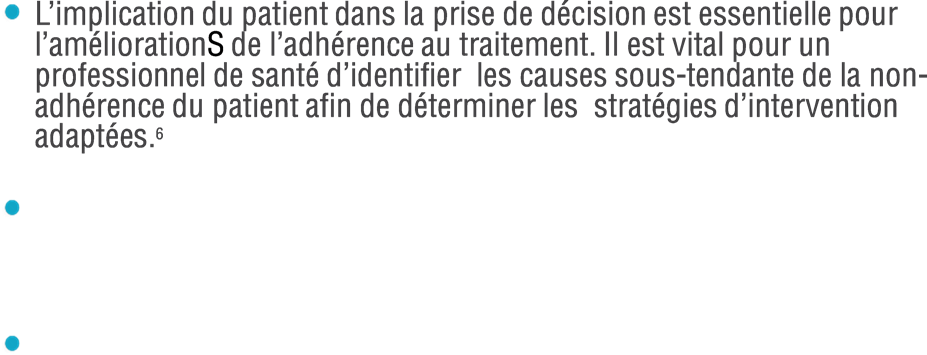 • L’implication du patient dans la prise de décision est essentielle pour
l’améliorationS de l’adhérence au traitement. Il est vital pour un
professionnel de santé d’identifier les causes sous-tendante de la non-
adhérence du patient afin de déterminer les stratégies d’intervention
adaptées.⁶
•
•